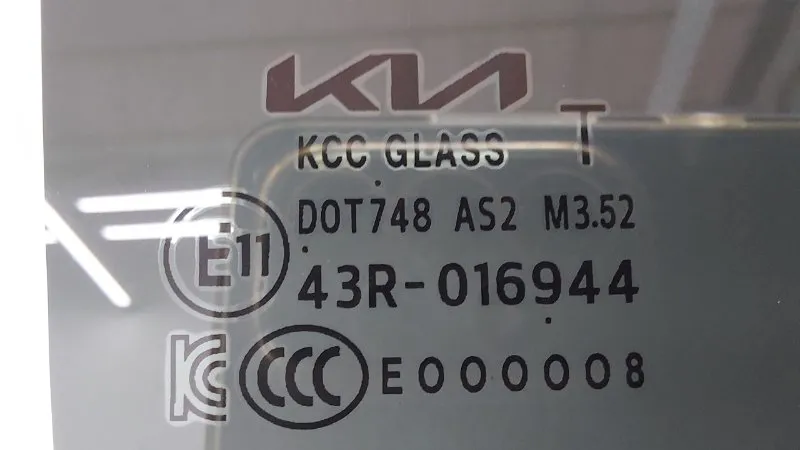 KIA
KCC GLASS T
DOT748 AS2 M3.52
E11 43R-016944
KC CCC E000008